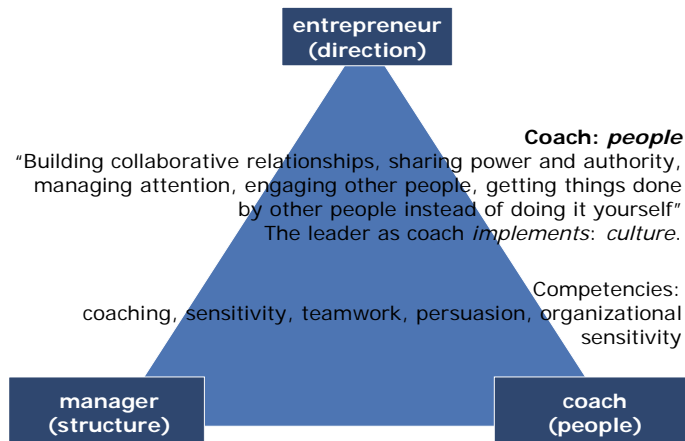 entrepreneur
(direction)
Coach: people
"Building collaborative relationships, sharing power and authority,
managing attention, engaging other people, getting things done
by other people instead of doing it yourself"
The leader as coach implements: culture.
Competencies:
coaching, sensitivity, teamwork, persuasion, organizational
sensitivity
manager
(structure)
coach
(people)